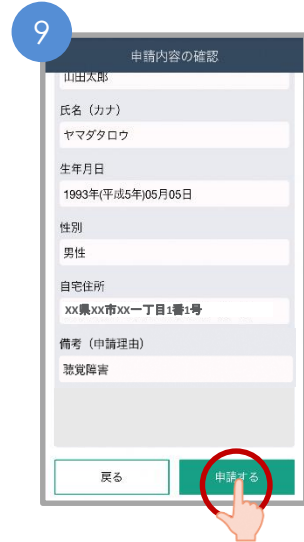 9
申請内容の確認
山田太郎
氏名（カナ）
ヤマダタロウ
生年月日
1993年(平成5年)05月05日
性別
男性
自宅住所
XX県XX市XX一丁目1番1号
備考（申請理由）
聴覚障害
戻る
申請する